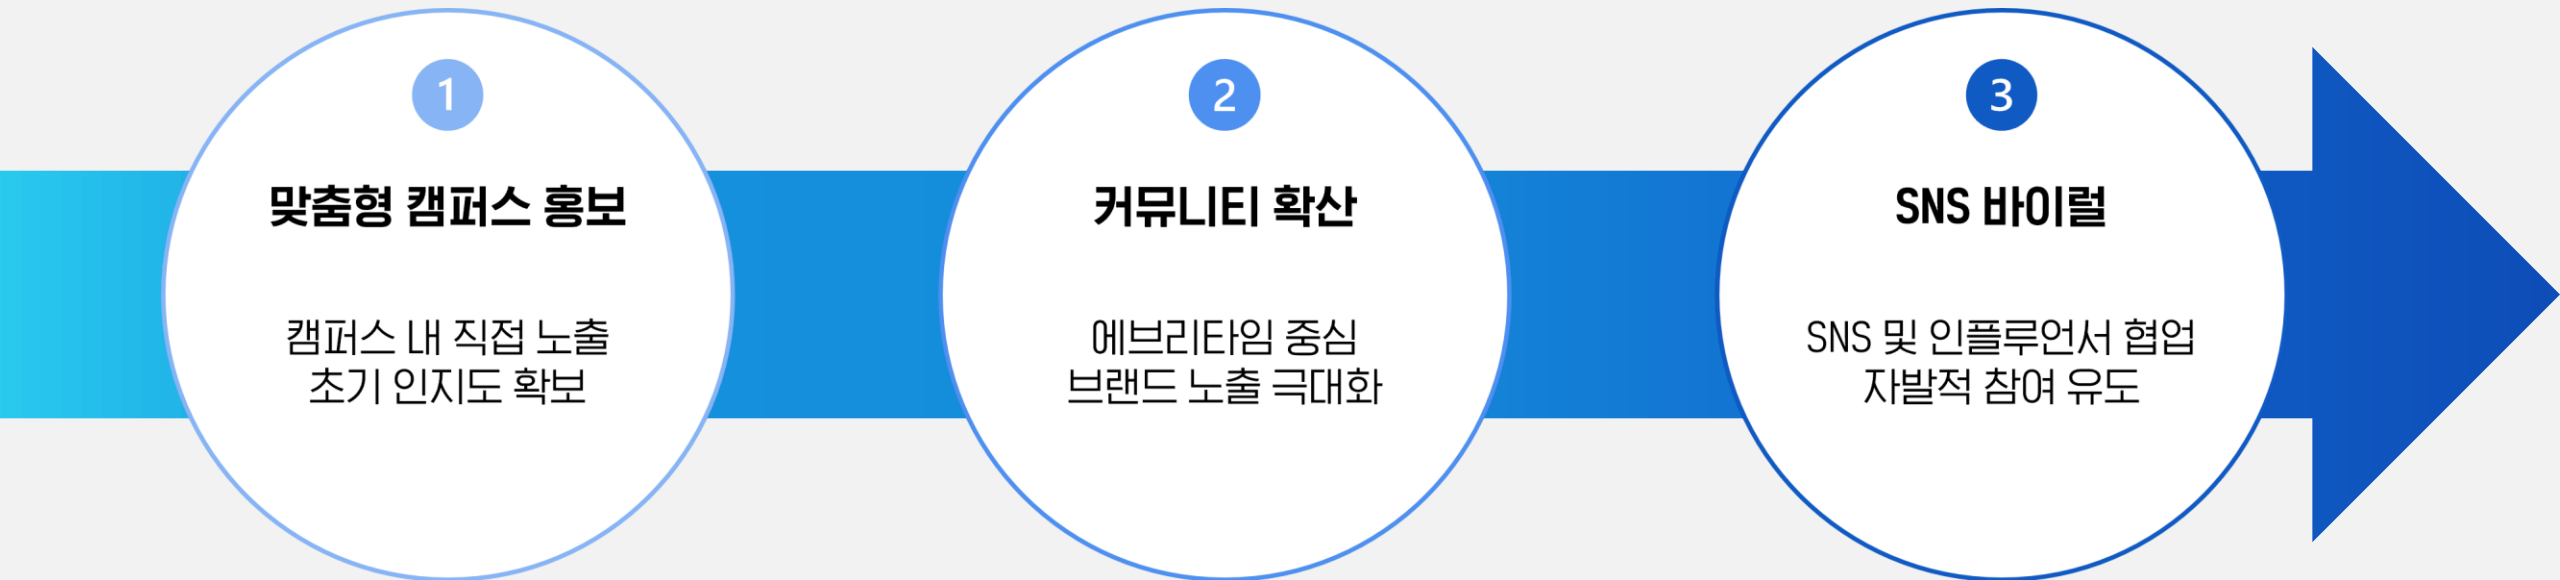 1
맞춤형 캠퍼스 홍보
캠퍼스 내 직접 노출
초기 인지도 확보
2
커뮤니티 확산
에브리타임 중심
브랜드 노출 극대화
3
SNS 바이럴
SNS 및 인플루언서 협업
자발적 참여 유도